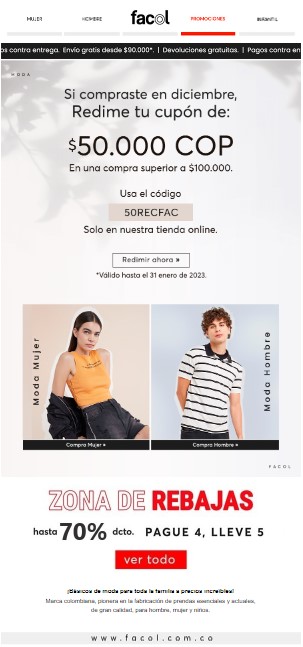 MUJER
HOMBRE
facol
PROMOCIONES
INFANTIL
os contra entrega. Envío gratis desde $90.000*. | Devoluciones gratuitas. | Pagos contra en
MODA
Si compraste en diciembre,
Redime tu cupón de:
$50.000 COP
En una compra superior a $100.000.
Usa el código
50RECFAC
Solo en nuestra tienda online.
Redimir ahora »
*Válido hasta el 31 enero de 2023.
Moda Mujer
Moda Hombre
Compra Mujer »
Compra Hombre »
FACOL
ZONA DE REBAJAS
hasta 70% dcto. PAGUE 4, LLEVE 5
ver todo
¡Básicos de moda para toda la familia a precios increíbles!
Marca colombiana, pionera en la fabricación de prendas esenciales y actuales,
de gran calidad, para hombre, mujer y niños.
www.facol.com.co